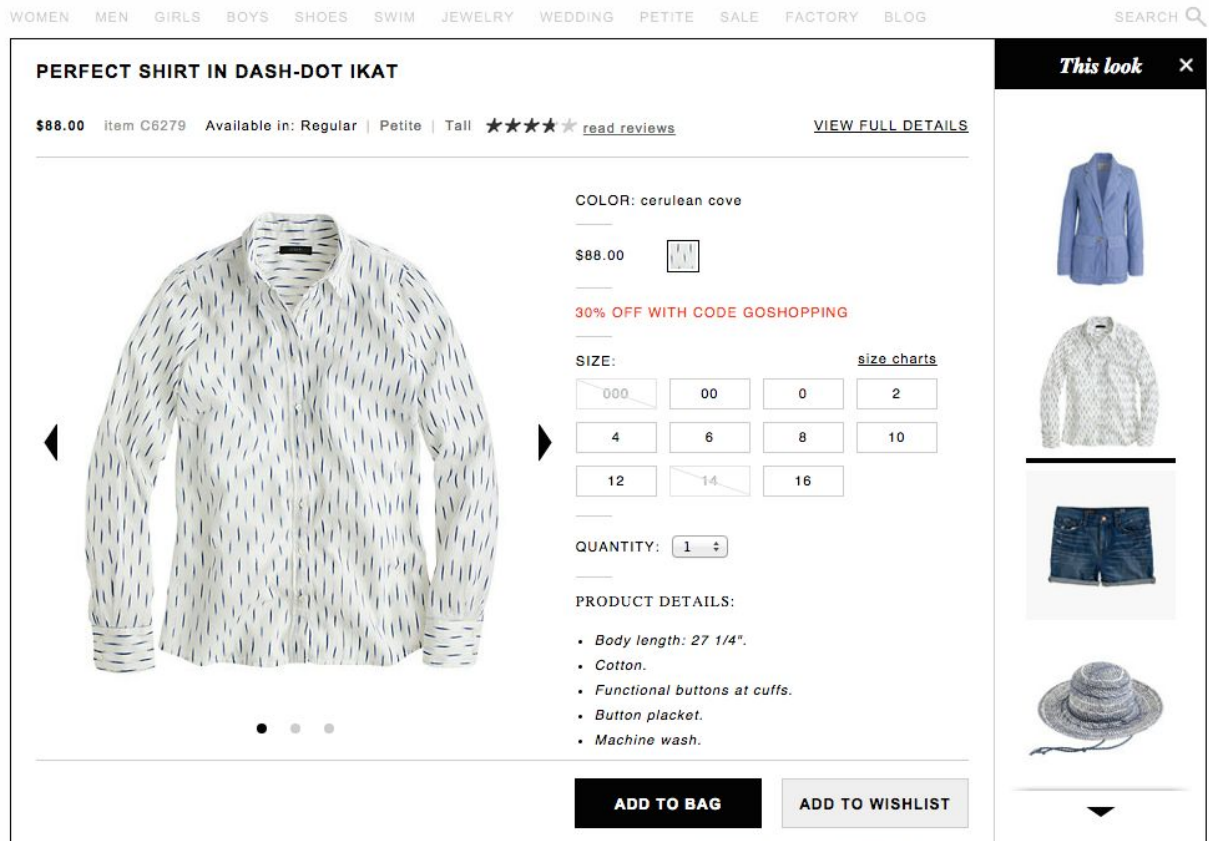 WOMEN MEN GIRLS BOYS SHOES SWIM JEWELRY WEDDING PETITE SALE FACTORY BLOG SEARCH
PERFECT SHIRT IN DASH-DOT IKAT
This look ×
$88.00 item C6279 Available in: Regular | Petite | Tall read reviews VIEW FULL DETAILS
COLOR: cerulean cove
$88.00
30% OFF WITH CODE GOSHOPPING
SIZE: size charts
000 00 0 2
4 6 8 10
12 14 16
QUANTITY: 1
PRODUCT DETAILS:
• Body length: 27 1/4".
• Cotton.
• Functional buttons at cuffs.
• Button placket.
• Machine wash.
ADD TO BAG ADD TO WISHLIST